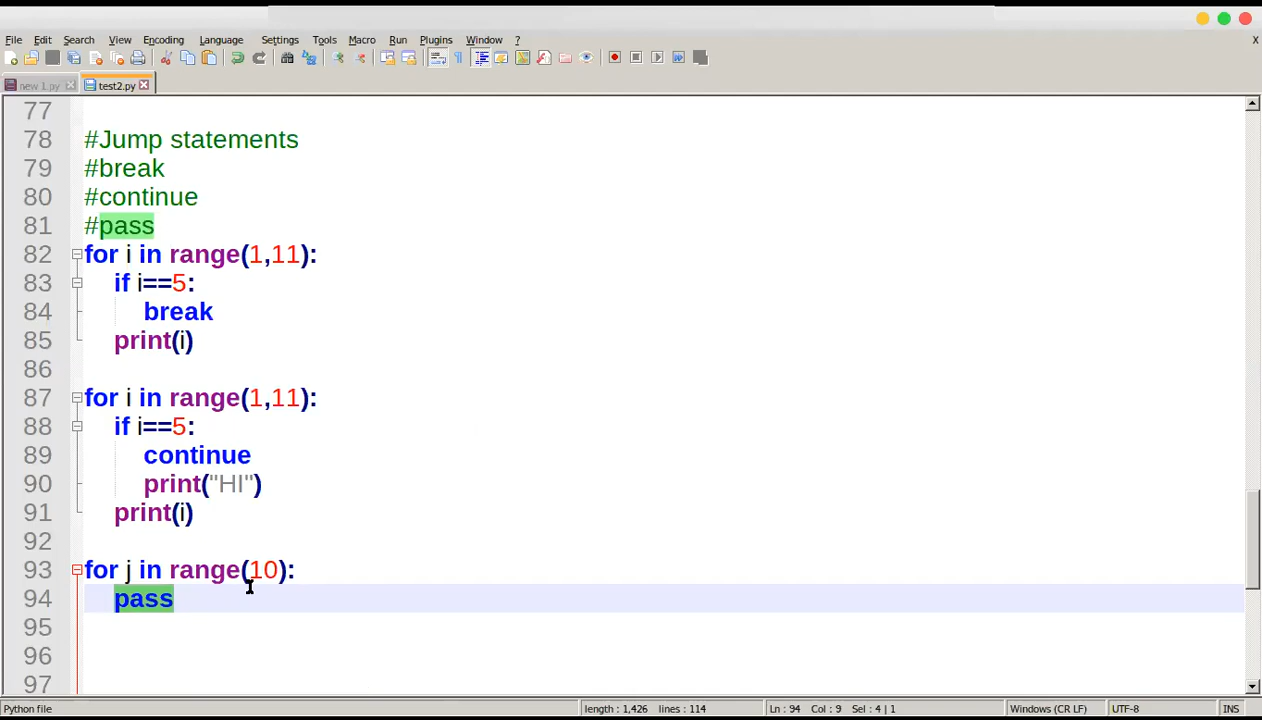 File Edit Search View Encoding Language Settings Tools Macro Run Plugins Window ? X
new 1.py test2.py
77
78 #Jump statements
79 #break
80 #continue
81 #pass
82 for i in range(1,11):
83 if i==5:
84 break
85 print(i)
86
87 for i in range(1,11):
88 if i==5:
89 continue
90 print("HI")
91 print(i)
92
93 for j in range(10):
94 pass
95
96
97
Python file length : 1,426 lines : 114 Ln : 94 Col : 9 Sel : 4 | 1 Windows (CR LF) UTF-8 INS